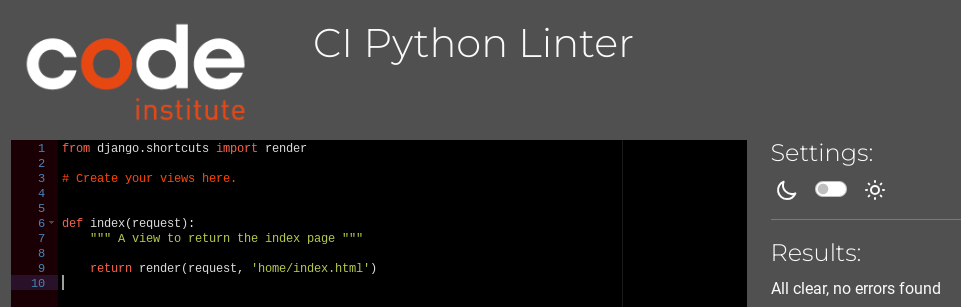 code
institute
CI Python Linter
1 from django.shortcuts import render
2
3 # Create your views here.
4
5
6 def index(request):
7     """ A view to return the index page """
8
9     return render(request, 'home/index.html')
10
Settings:
Results:
All clear, no errors found